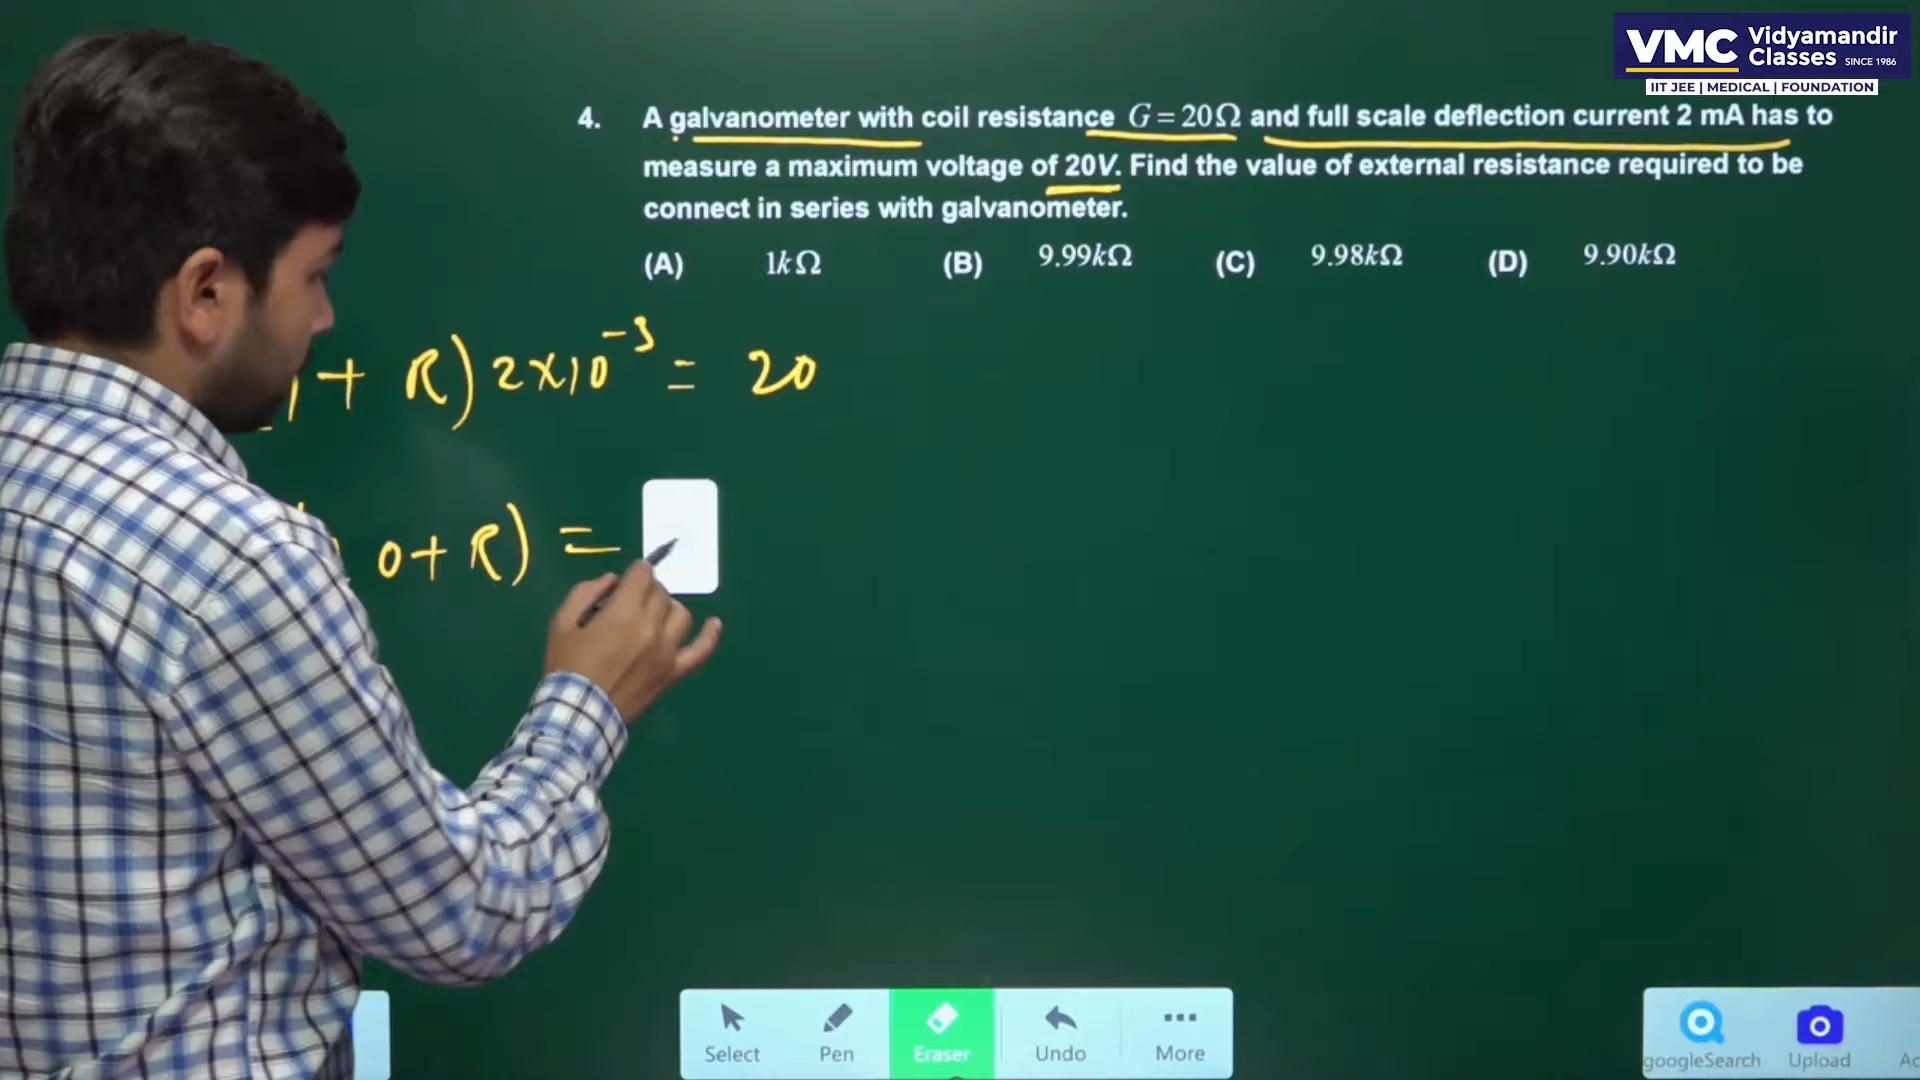 VMC Vidyamandir Classes SINCE 1986
IIT JEE | MEDICAL | FOUNDATION
4. A galvanometer with coil resistance G = 20Ω and full scale deflection current 2 mA has to
measure a maximum voltage of 20V. Find the value of external resistance required to be
connect in series with galvanometer.
(A) 1kΩ (B) 9.99kΩ (C) 9.98kΩ (D) 9.90kΩ
+ R) 2×10⁻³ = 20
0 + R) =
Select Pen Eraser Undo More
googleSearch Upload